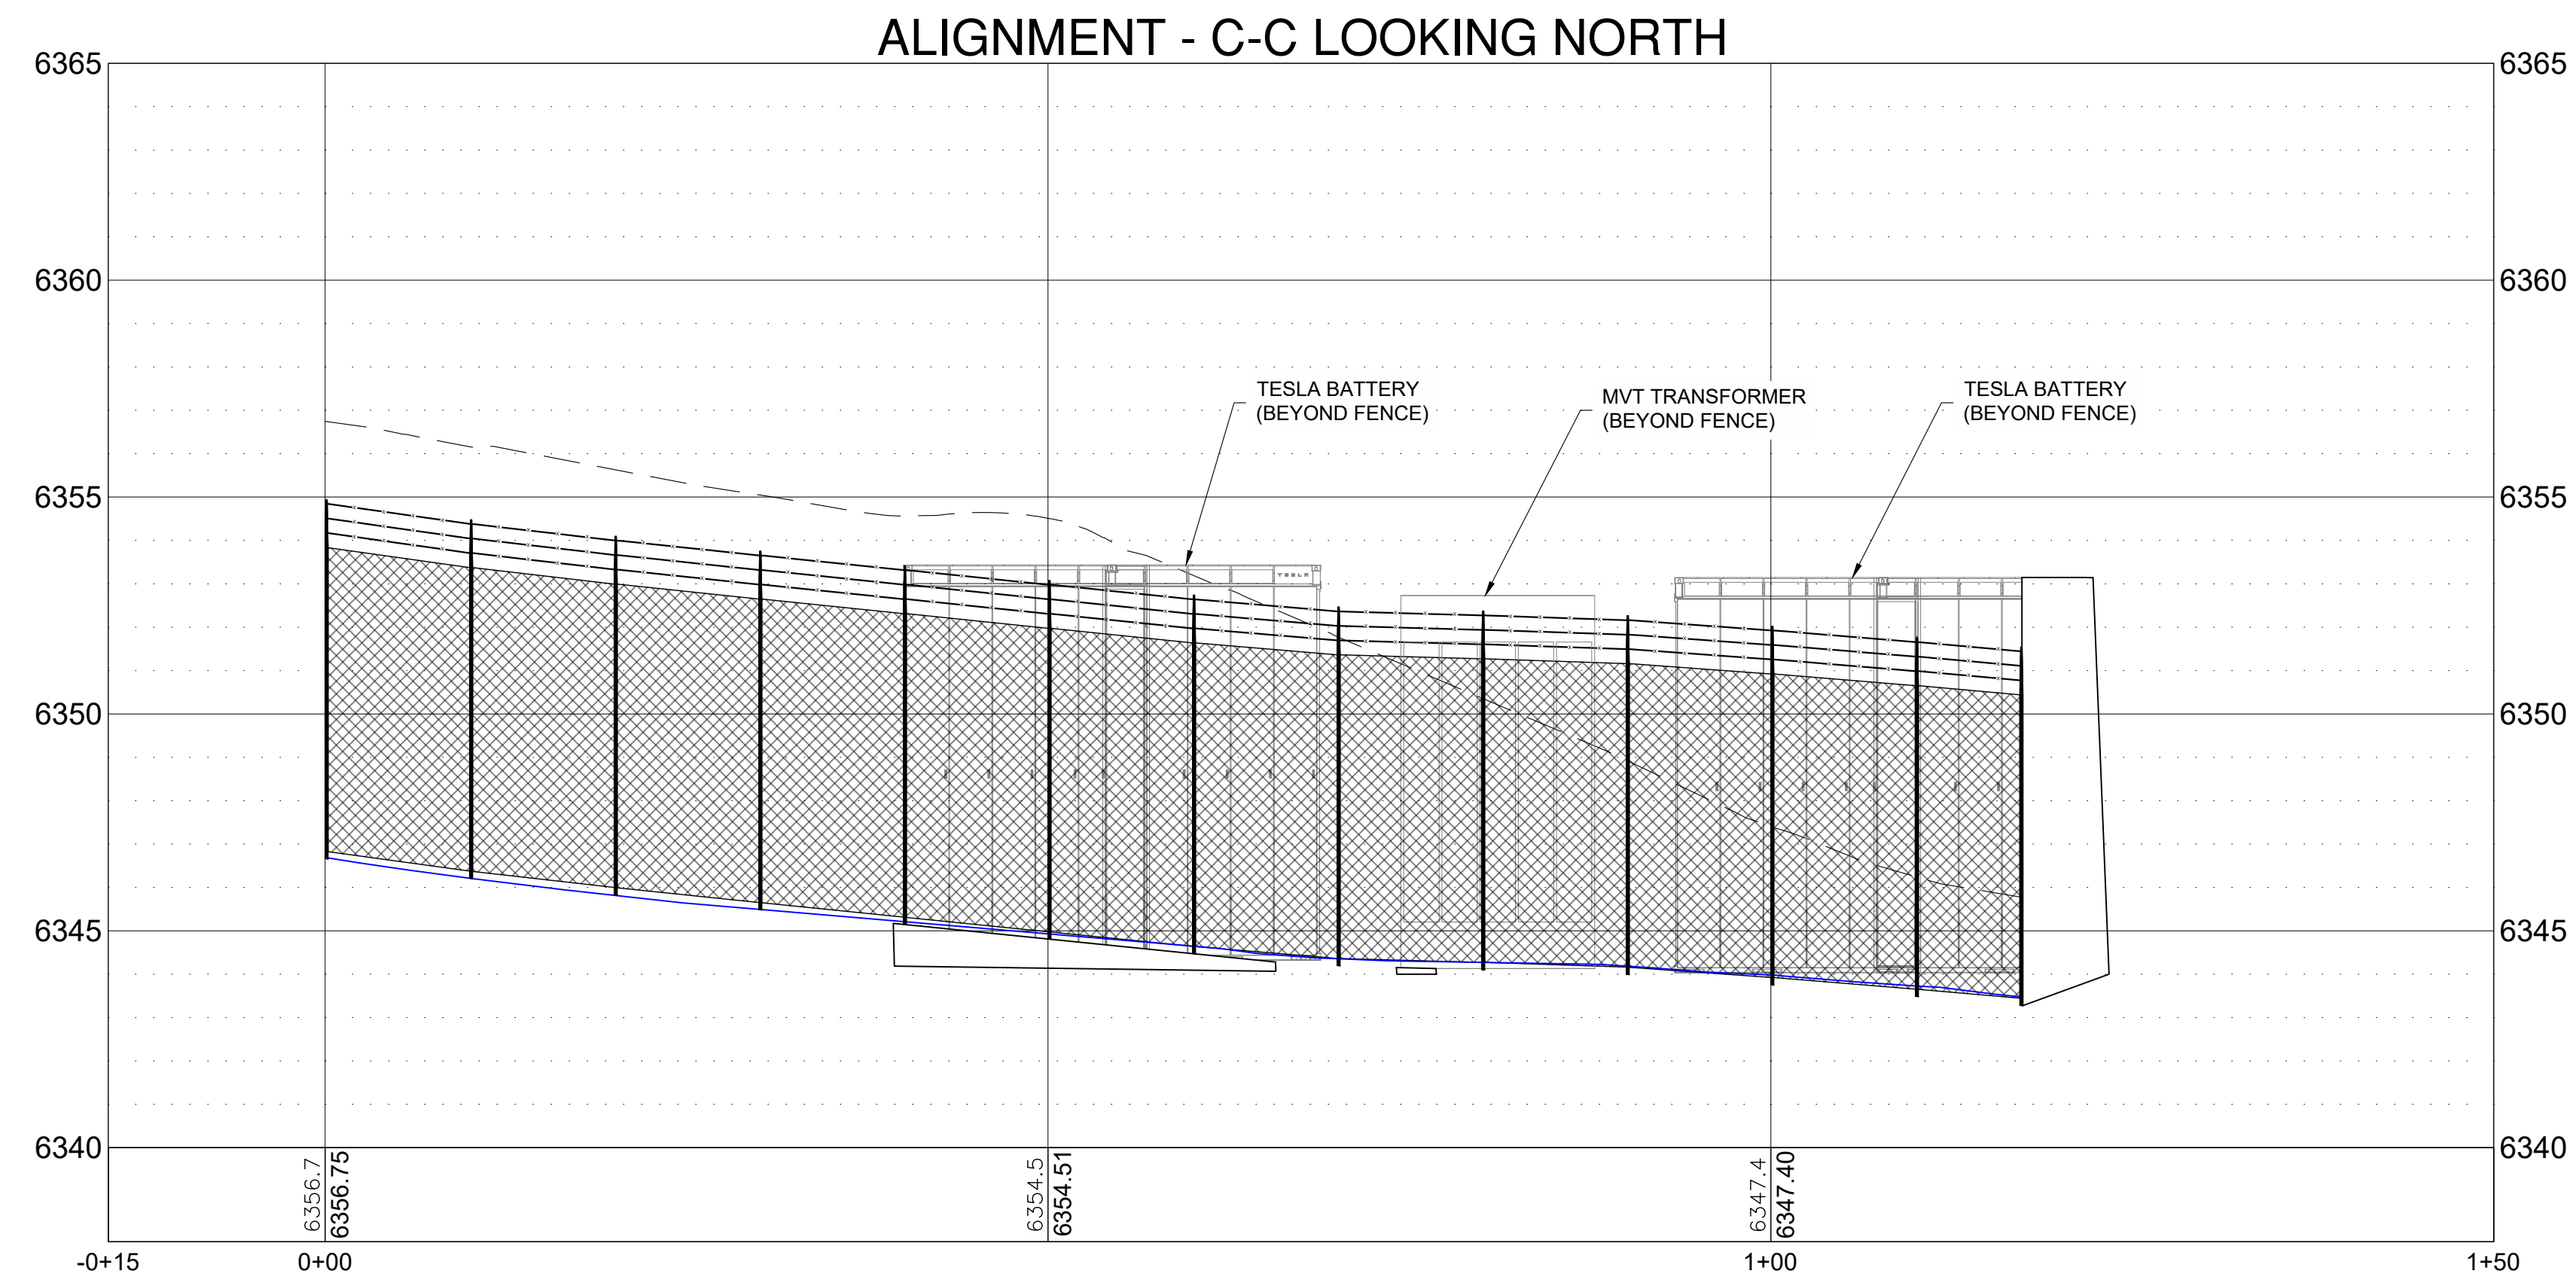 ALIGNMENT - C-C LOOKING NORTH
6365 6365
6360 6360
TESLA BATTERY
(BEYOND FENCE)
MVT TRANSFORMER
(BEYOND FENCE)
TESLA BATTERY
(BEYOND FENCE)
6355 6355
TESLA
6350 6350
6345 6345
6340 6340
6356.7
6356.75
6354.5
6354.51
6347.4
6347.40
-0+15 0+00 1+00 1+50